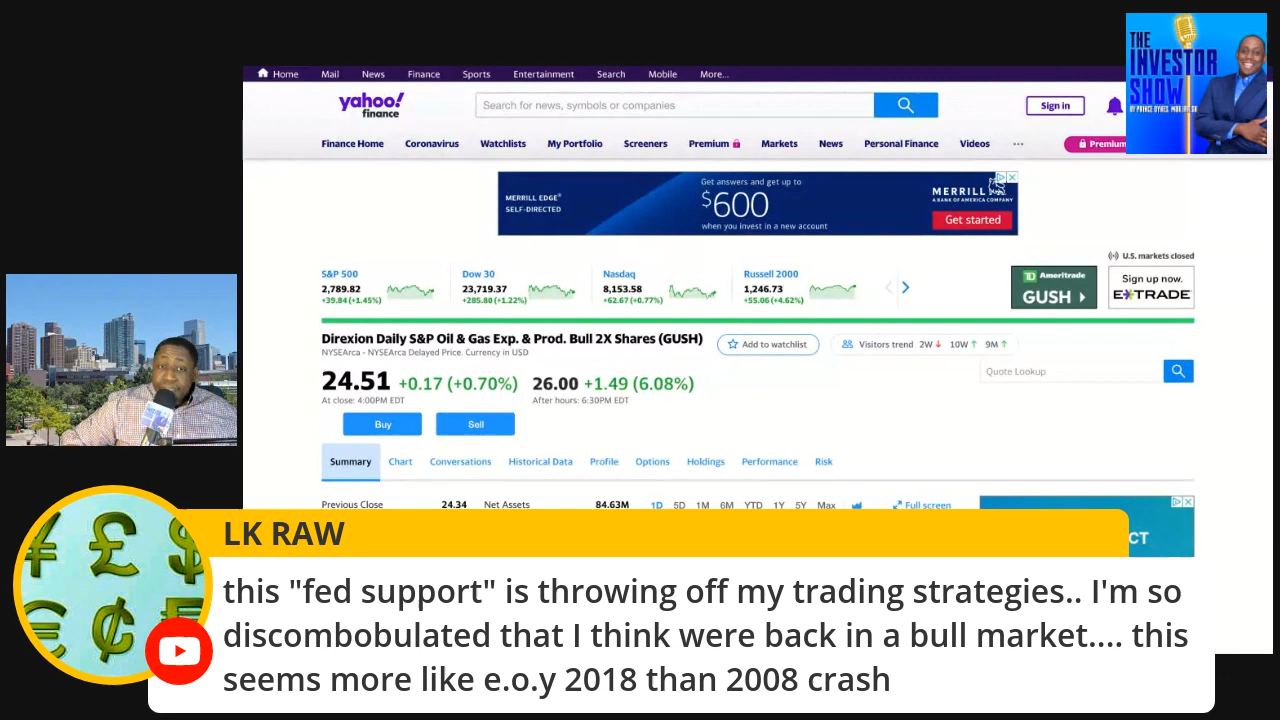 THE
INVESTOR
SHOW
Home Mail News Finance Sports Entertainment Search Mobile More...
yahoo!
finance
Search for news, symbols or companies
Sign in
Finance Home Coronavirus Watchlists My Portfolio Screeners Premium Markets News Personal Finance Videos ... Premium
MERRILL EDGE®
SELF-DIRECTED
Get answers and get up to
$600
when you invest in a new account
MERRILL
A BANK OF AMERICA COMPANY
Get started
U.S. markets closed
S&P 500
2,789.82
+39.84 (+1.45%)
Dow 30
23,719.37
+285.80 (+1.22%)
Nasdaq
8,153.58
+62.67 (+0.77%)
Russell 2000
1,246.73
+55.06 (+4.62%)
TD Ameritrade
GUSH
Sign up now.
E*TRADE
Direxion Daily S&P Oil & Gas Exp. & Prod. Bull 2X Shares (GUSH)
NYSEArca - NYSEArca Delayed Price. Currency in USD
Add to watchlist
Visitors trend 2W ↓ 10W ↑ 9M ↑
Quote Lookup
24.51 +0.17 (+0.70%)
At close: 4:00PM EDT
26.00 +1.49 (6.08%)
After hours: 6:30PM EDT
Buy Sell
Summary Chart Conversations Historical Data Profile Options Holdings Performance Risk
Previous Close 24.34 Net Assets 84.63M 1D 5D 1M 6M YTD 1Y 5Y Max Full screen
CT
LK RAW
this "fed support" is throwing off my trading strategies.. I'm so
discombobulated that I think were back in a bull market.... this
seems more like e.o.y 2018 than 2008 crash
¥ £ $
€ ¢